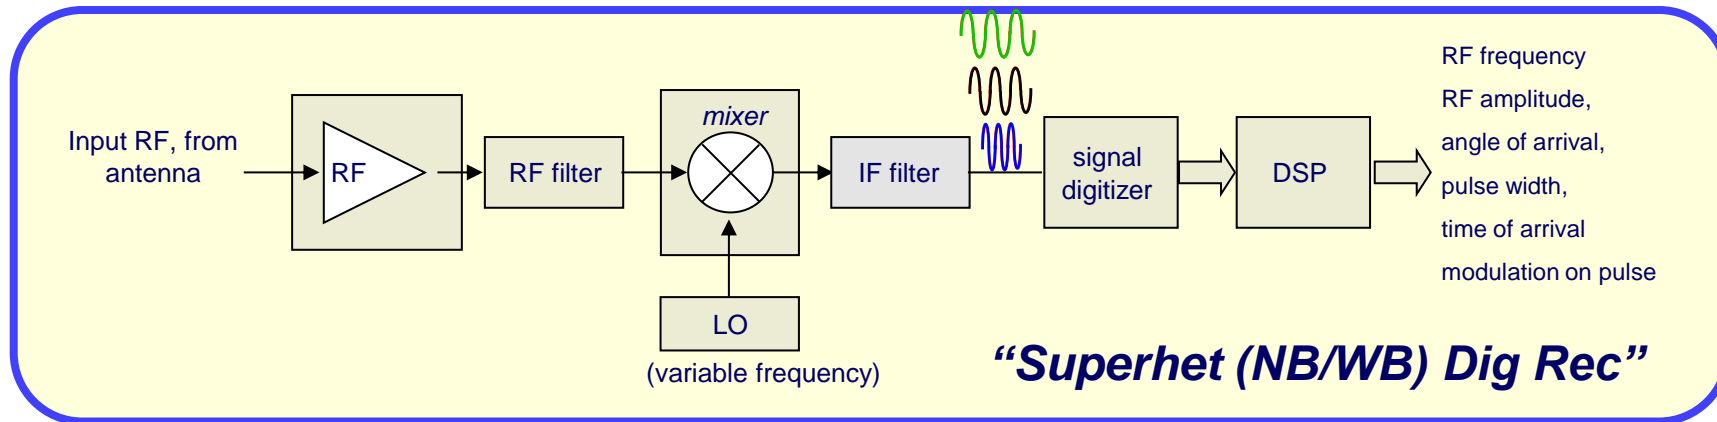 Input RF, from
antenna
RF
RF filter
mixer
LO
(variable frequency)
IF filter
signal
digitizer
DSP
RF frequency
RF amplitude,
angle of arrival,
pulse width,
time of arrival
modulation on pulse
“Superhet (NB/WB) Dig Rec”